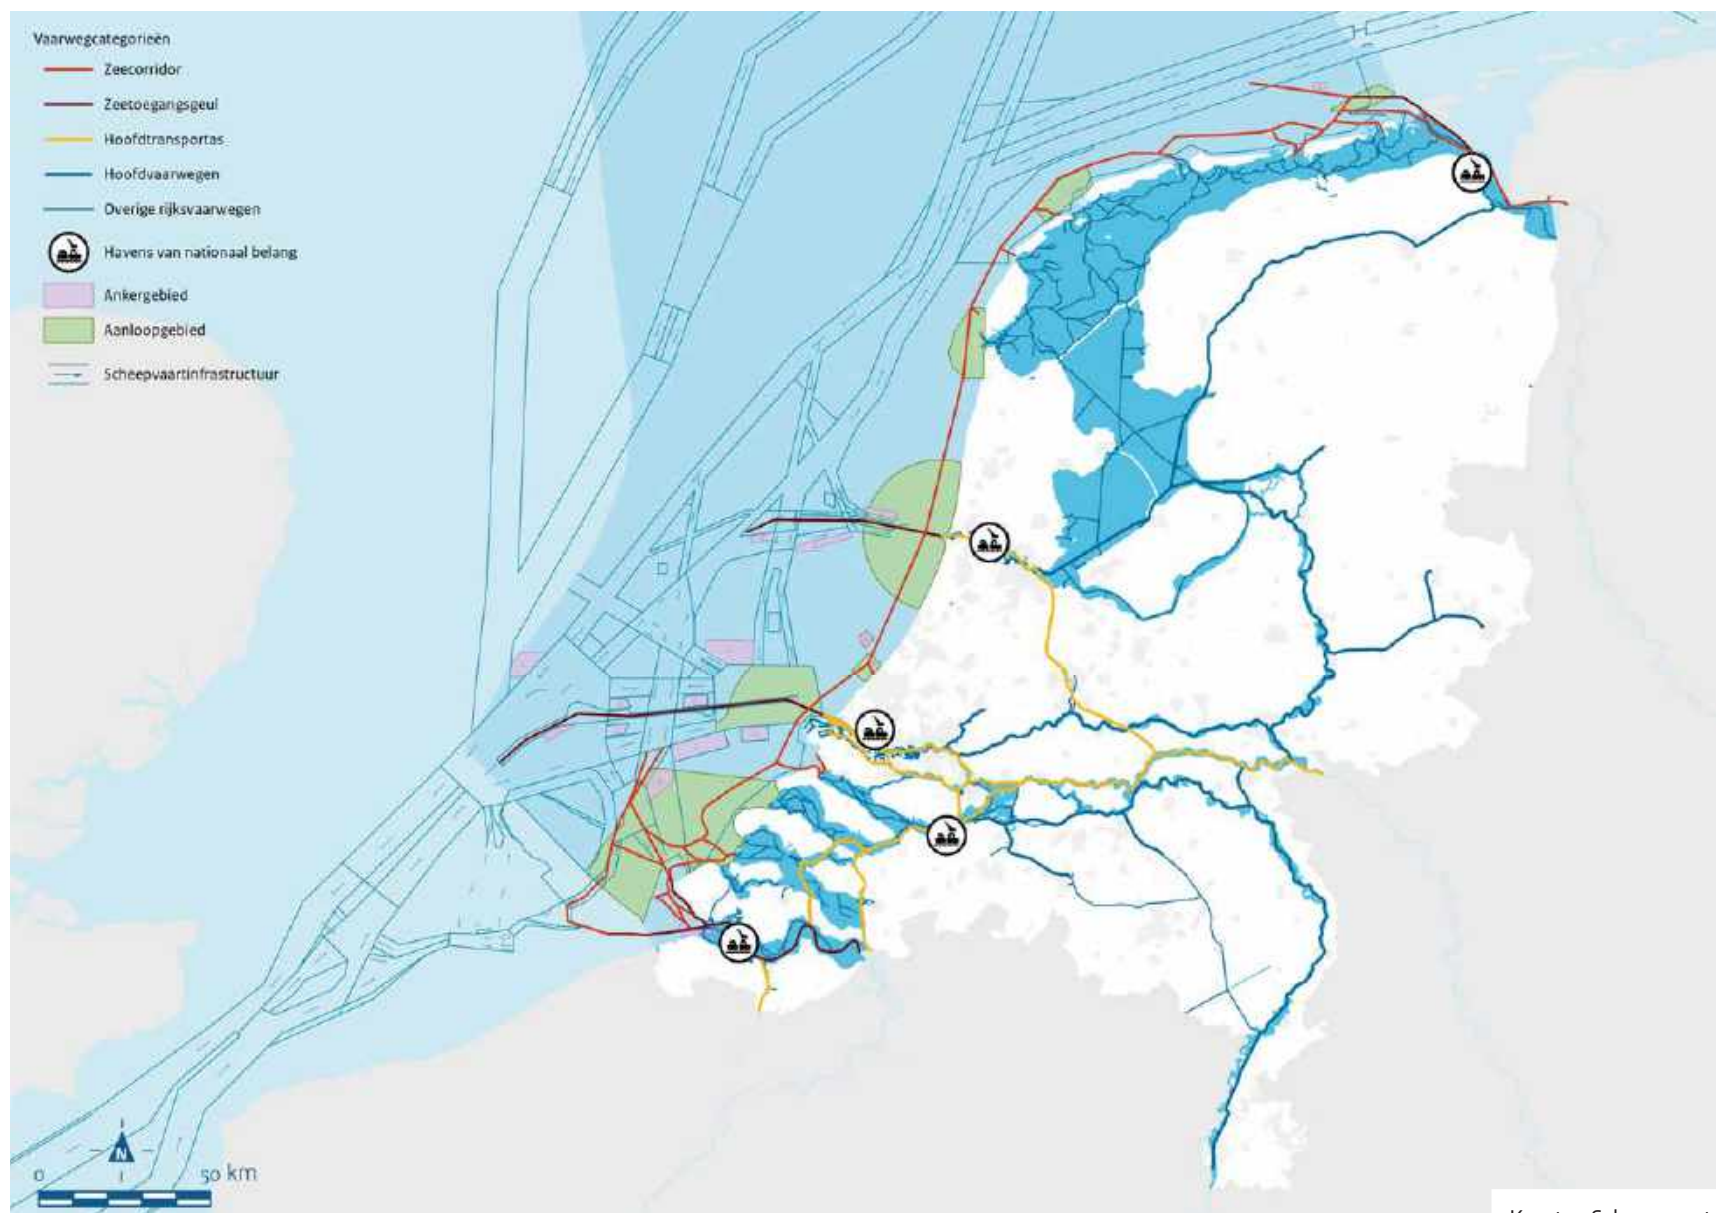 Vaarwegcategorieën
Zeecorridor
Zeetoegangsgeul
Hoofdtransportas
Hoofdvaarwegen
Overige rijksvaarwegen
Havens van nationaal belang
Ankergebied
Aanloopgebied
Scheepvaartinfrastructuur
N
0 50 km